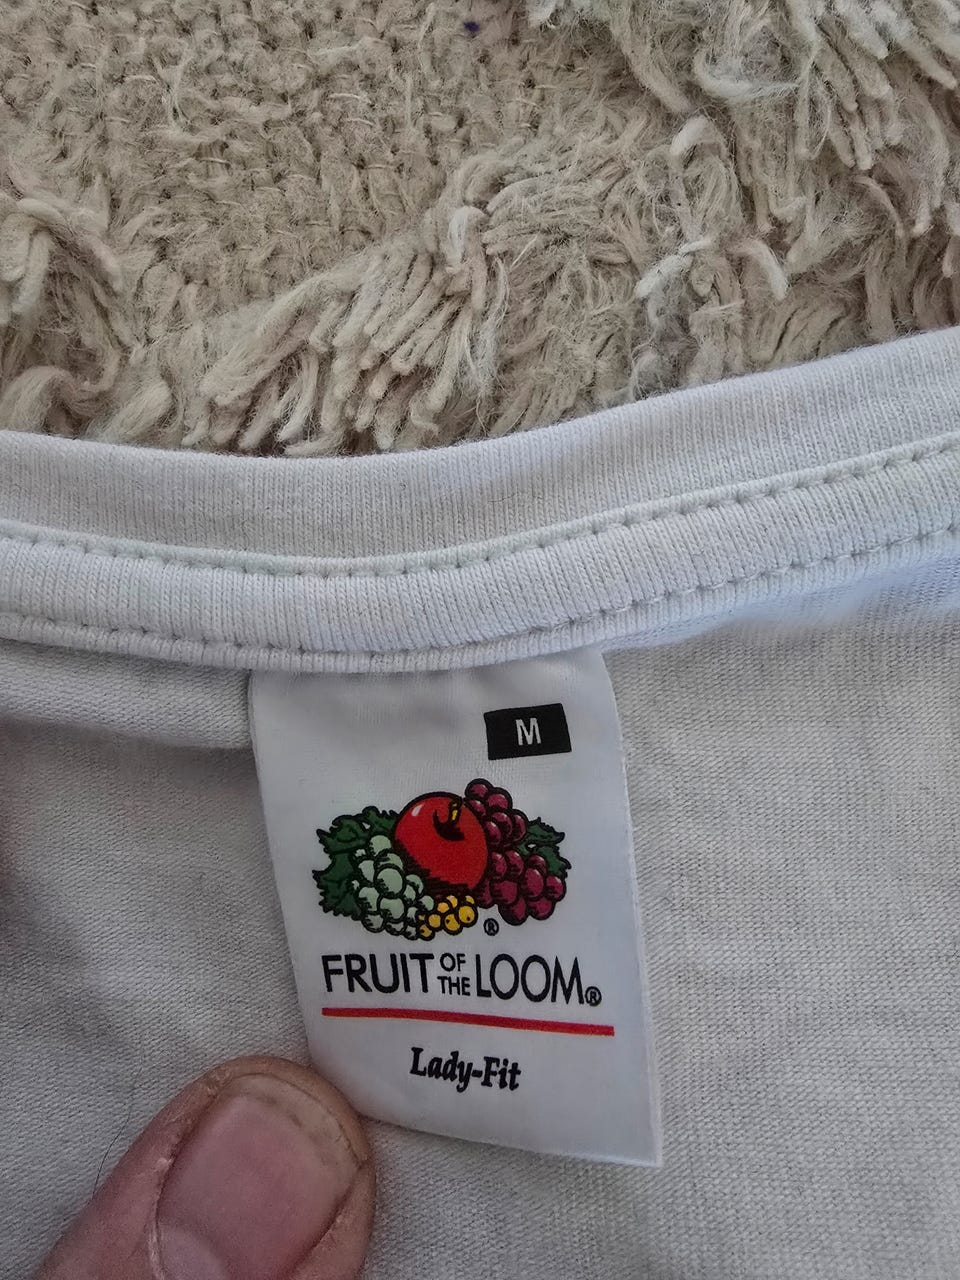 M
®
FRUIT OF THE LOOM®
Lady-Fit